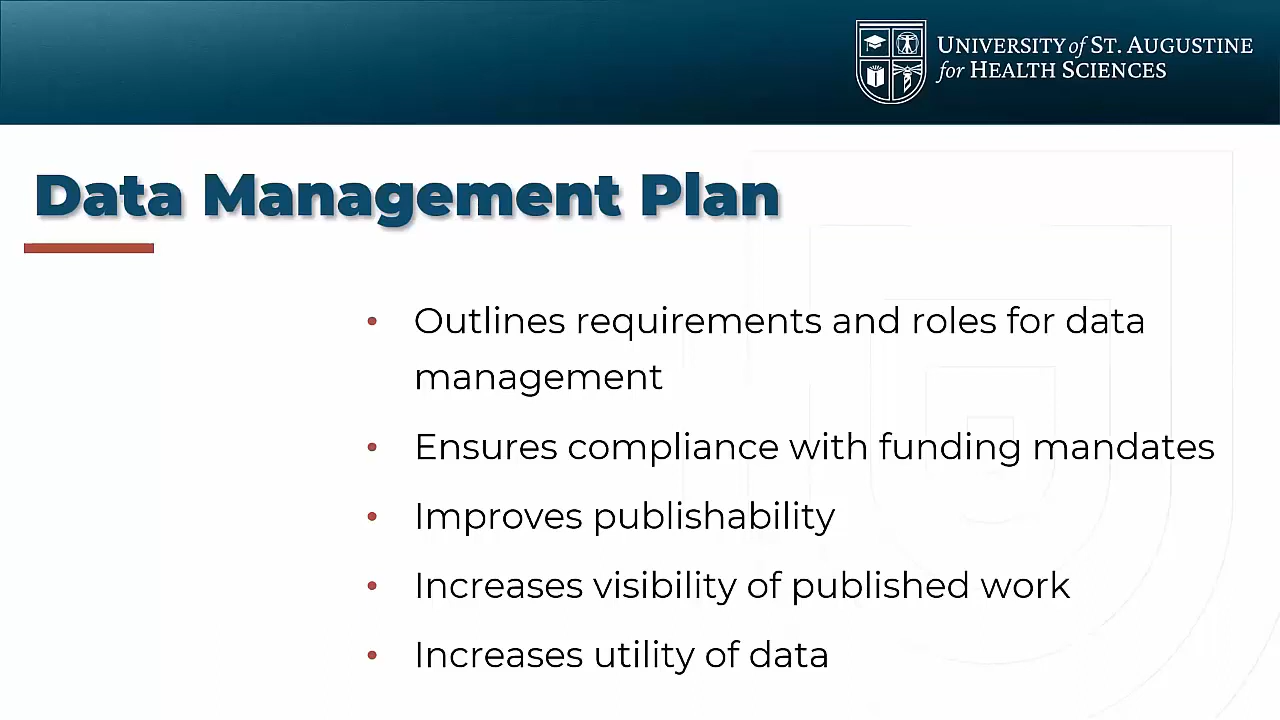 UNIVERSITY of ST. AUGUSTINE
for HEALTH SCIENCES
Data Management Plan
• Outlines requirements and roles for data
management
• Ensures compliance with funding mandates
• Improves publishability
• Increases visibility of published work
• Increases utility of data